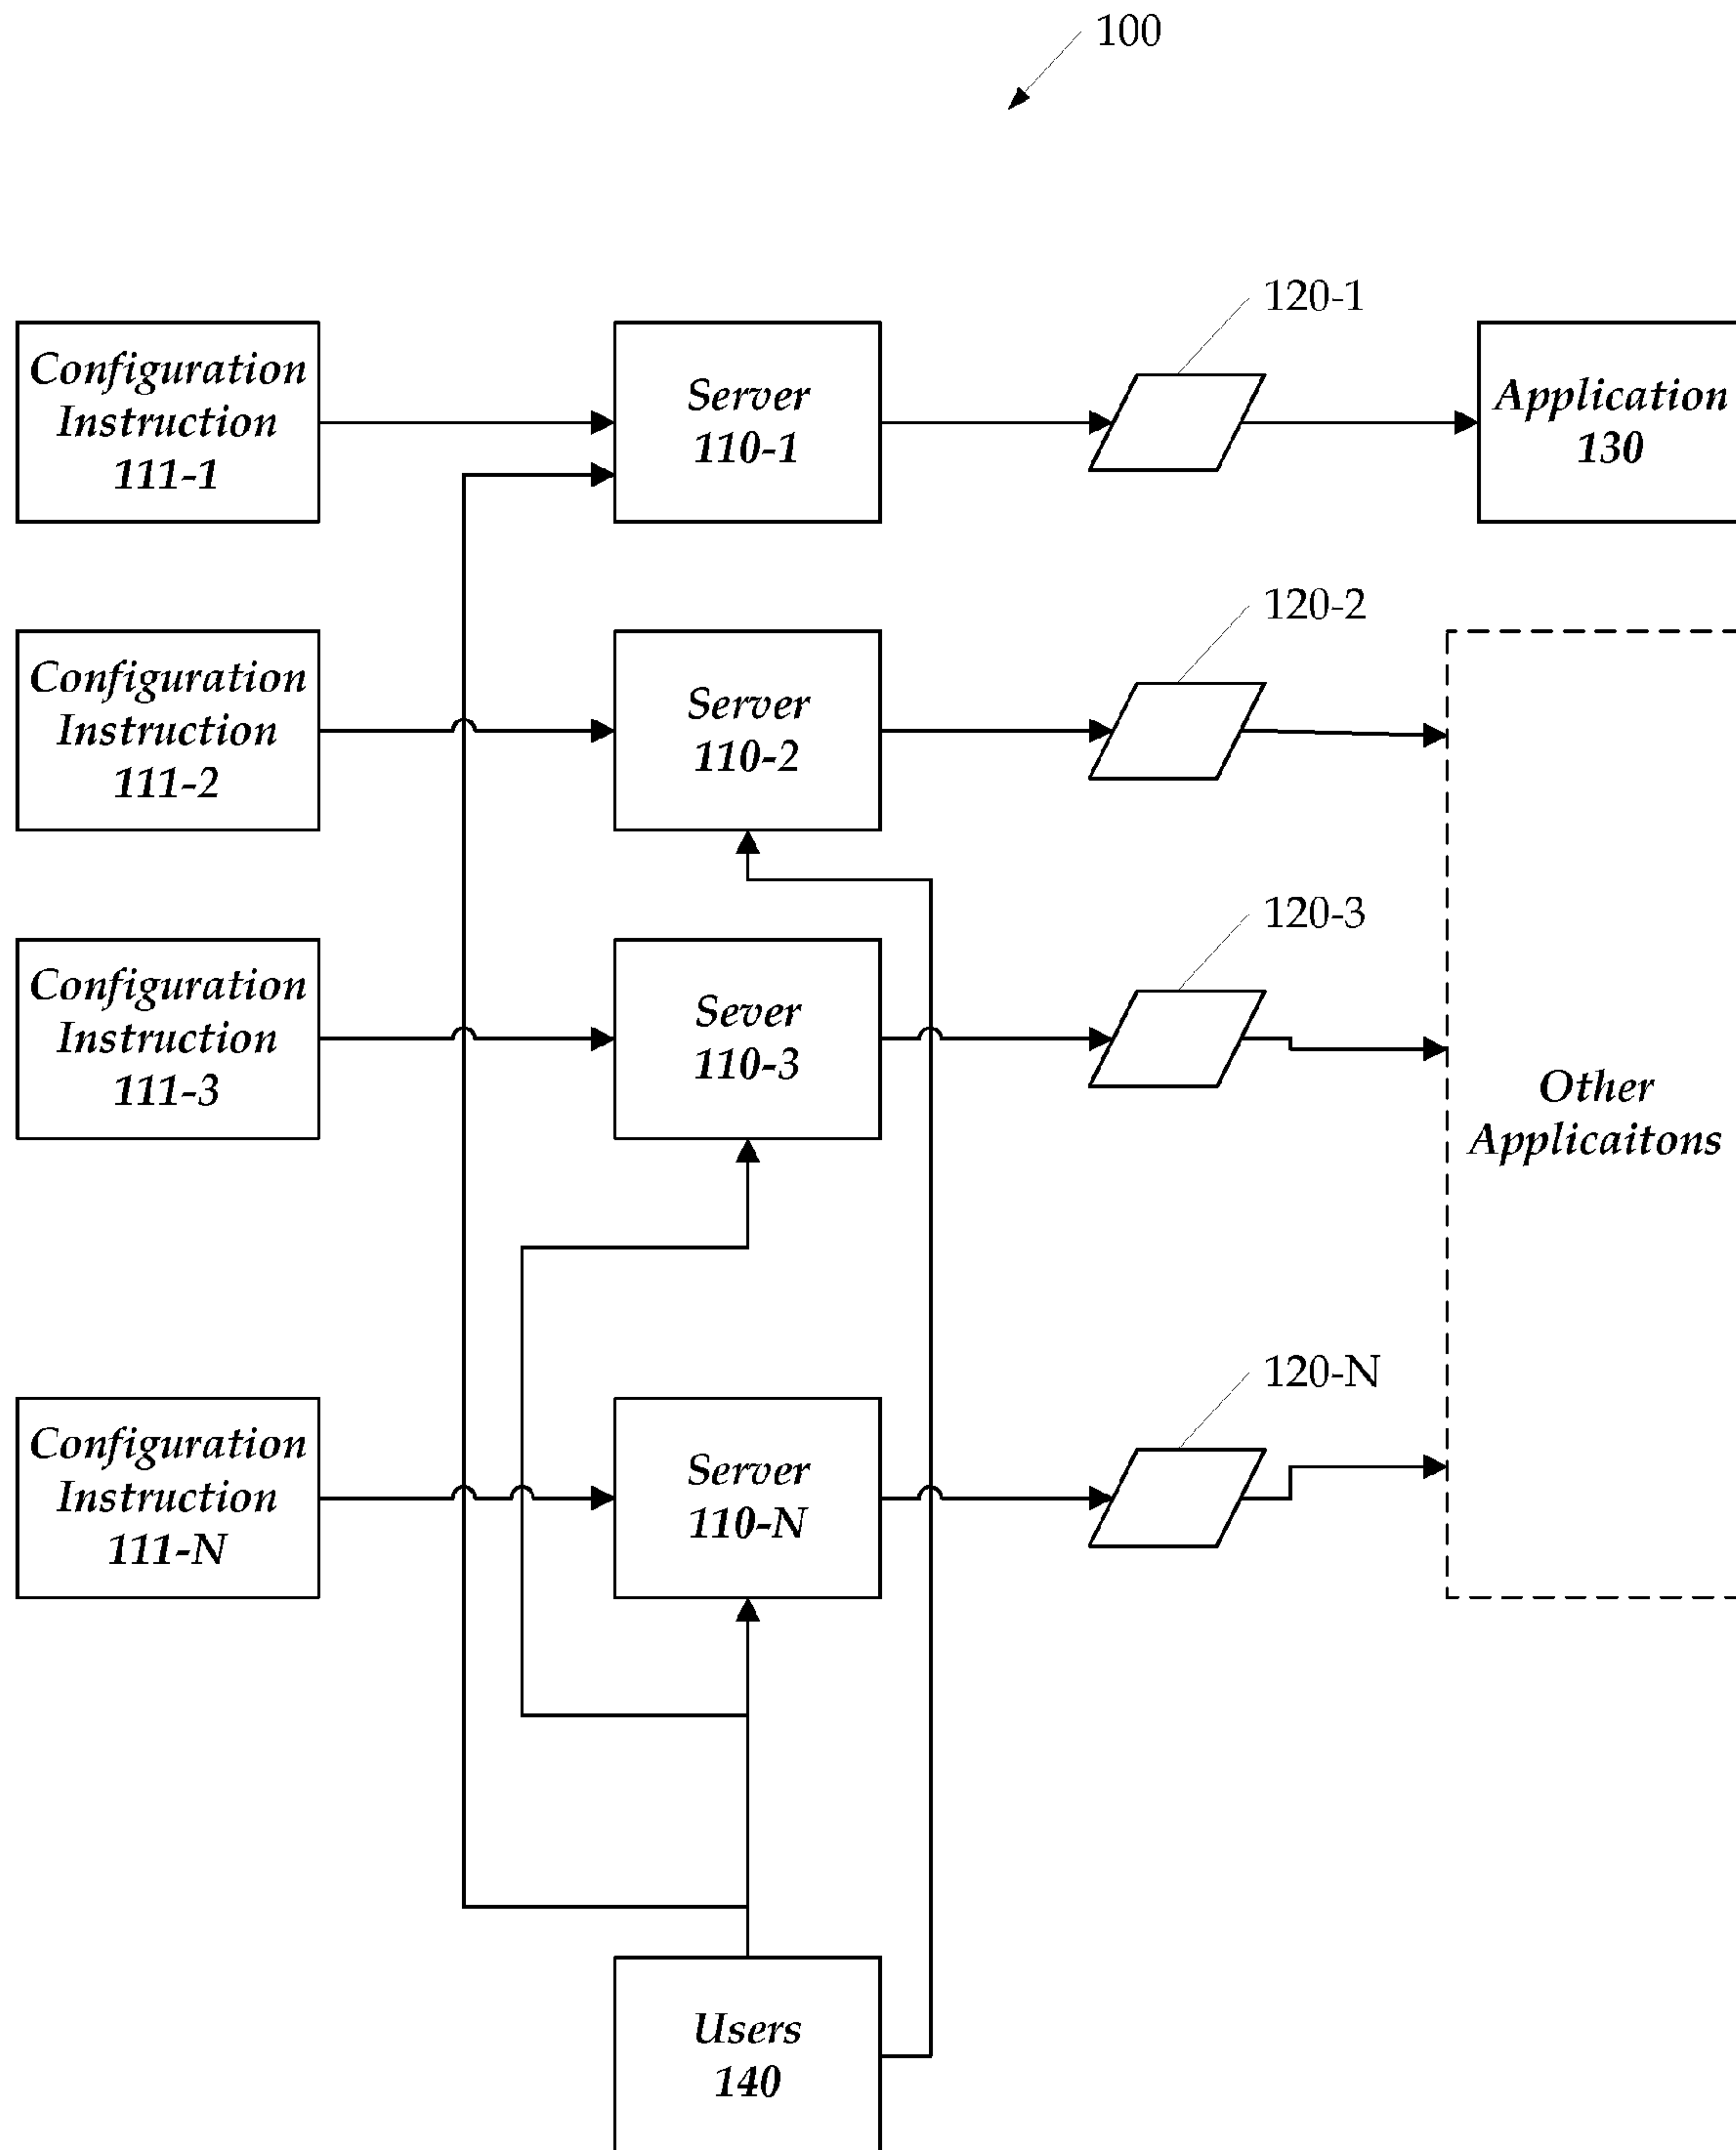 100
120-1
Configuration
Instruction
111-1
Server
110-1
Application
130
120-2
Configuration
Instruction
111-2
Server
110-2
120-3
Configuration
Instruction
111-3
Sever
110-3
Other
Applicaitons
120-N
Configuration
Instruction
111-N
Server
110-N
Users
140